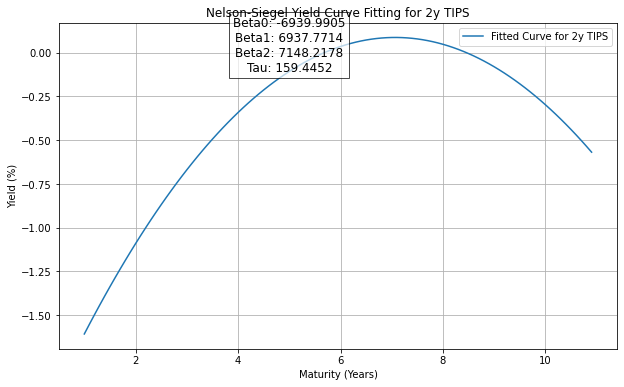 Nelson-Siegel Yield Curve Fitting for 2y TIPS
Beta0: -6939.9905
Beta1: 6937.7714
Beta2: 7148.2178
Tau: 159.4452
Fitted Curve for 2y TIPS
Yield (%)
0.00
−0.25
−0.50
−0.75
−1.00
−1.25
−1.50
2 4 6 8 10
Maturity (Years)